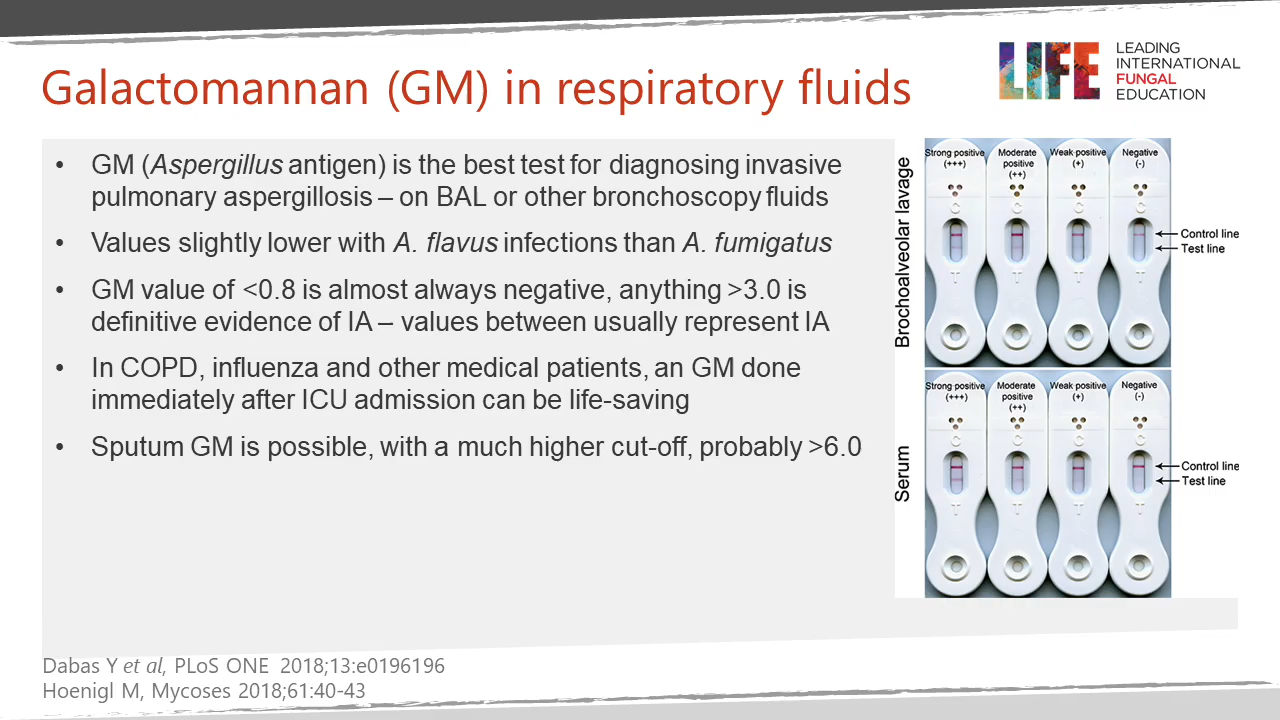 Galactomannan (GM) in respiratory fluids
LIFE
LEADING
INTERNATIONAL
FUNGAL
EDUCATION
• GM (Aspergillus antigen) is the best test for diagnosing invasive
pulmonary aspergillosis – on BAL or other bronchoscopy fluids
• Values slightly lower with A. flavus infections than A. fumigatus
• GM value of <0.8 is almost always negative, anything >3.0 is
definitive evidence of IA – values between usually represent IA
• In COPD, influenza and other medical patients, an GM done
immediately after ICU admission can be life-saving
• Sputum GM is possible, with a much higher cut-off, probably >6.0
Brochoalveolar lavage
Strong positive
(+++)
Moderate
positive
(++)
Weak positive
(+)
Negative
(-)
C
C
C
C
T
T
T
T
Control line
Test line
Serum
Strong positive
(+++)
Moderate
positive
(++)
Weak positive
(+)
Negative
(-)
C
C
C
C
T
T
T
T
Control line
Test line
Dabas Y et al, PLoS ONE 2018;13:e0196196
Hoenigl M, Mycoses 2018;61:40-43